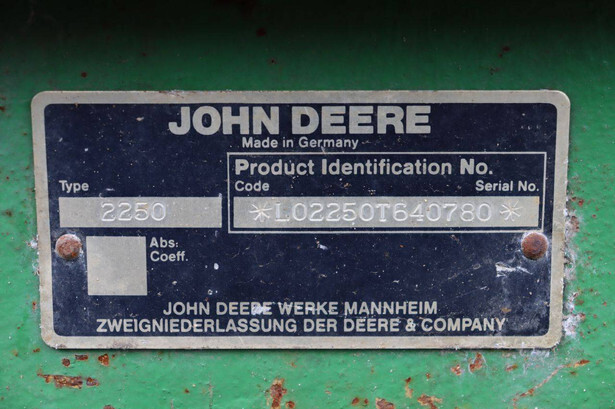 JOHN DEERE
Made in Germany
Product Identification No.
Type
Code Serial No.
2250
*L02250T640780*
Abs:
Coeff.
JOHN DEERE WERKE MANNHEIM
ZWEIGNIEDERLASSUNG DER DEERE & COMPANY